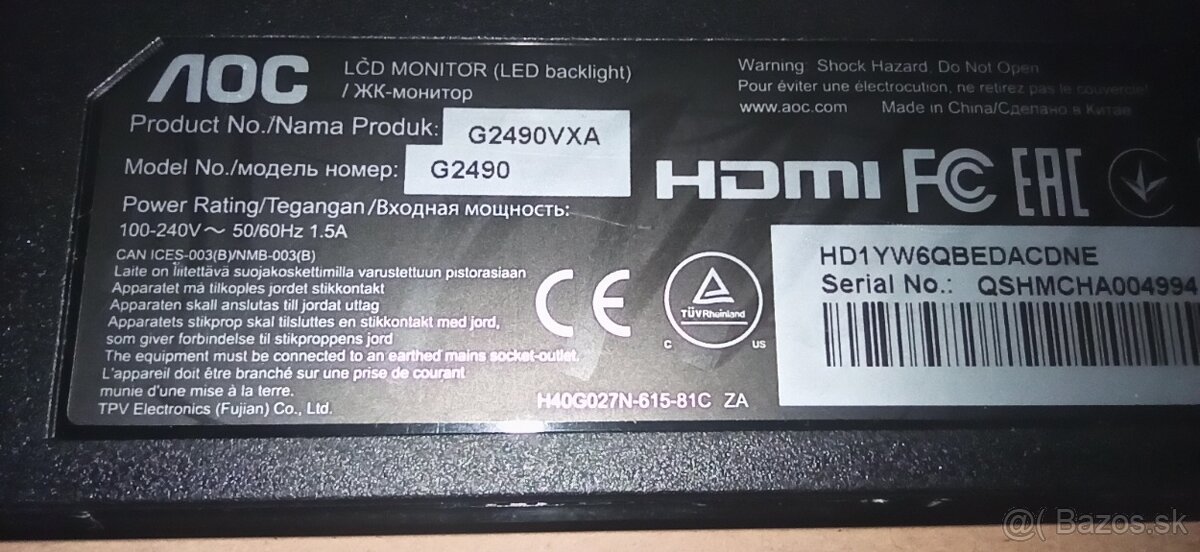 AOC
LČD MONITOR (LED backlight)
/ ЖК-монитор
Product No./Nama Produk: G2490VXA
Model No./модель номер: G2490
Power Rating/Tegangan/Входная мощность:
100-240V～ 50/60Hz 1.5A
CAN ICES-003(B)/NMB-003(B)
Laite on liitettävä suojakoskettimilla varustettuun pistorasiaan
Apparatet må tilkoples jordet stikkontakt
Apparaten skall anslutas till jordat uttag
Apparatets stikprop skal tilsluttes en stikkontakt med jord,
som giver forbindelse til stikproppens jord
The equipment must be connected to an earthed mains socket-outlet.
L'appareil doit être branché sur une prise de courant
munie d'une mise à la terre.
TPV Electronics (Fujian) Co., Ltd.
Warning: Shock Hazard, Do Not Open
Pour éviter une électrocution, ne retirez pas le couvercle!
www.aoc.com Made in China/Сделано в Китае
HDMI FC EAC
CE
TÜVRheinland
C US
H40G027N-615-81C ZA
HD1YW6QBEDACDNE
Serial No.: QSHMCHA004994
@( Bazos.sk